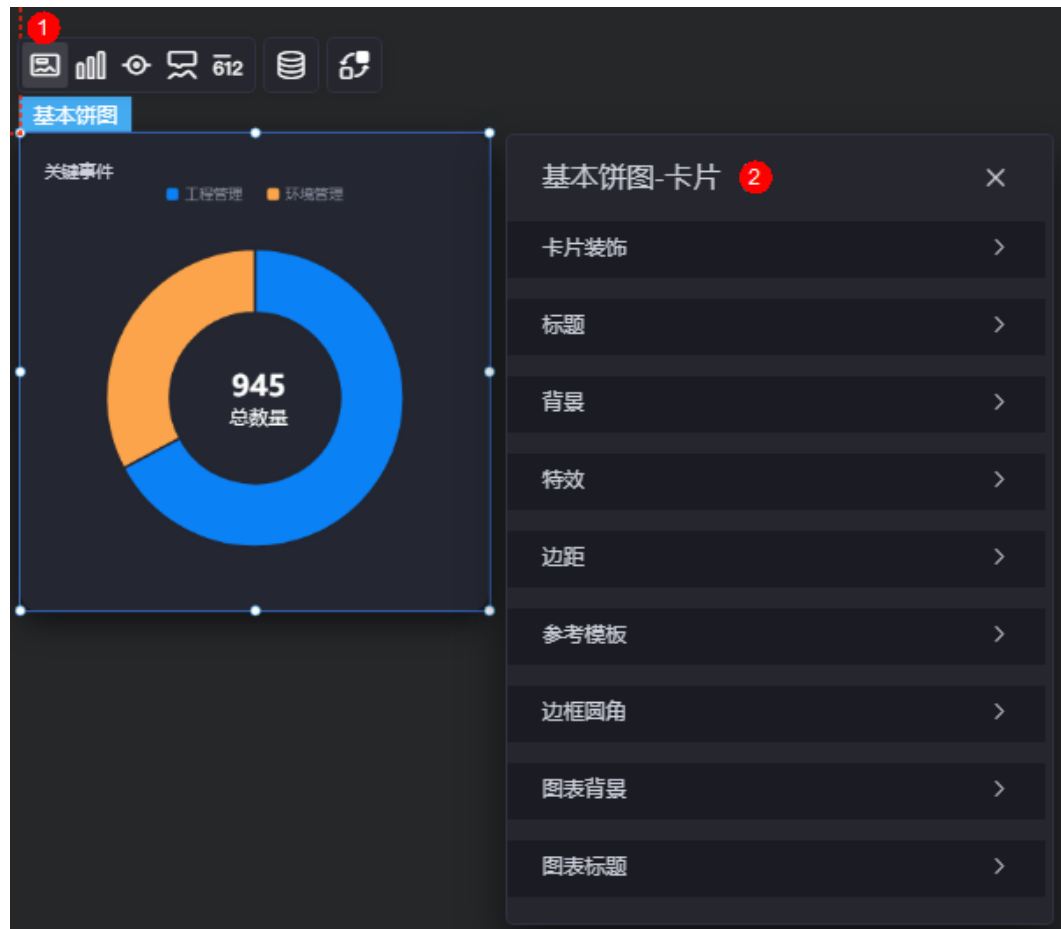 1
612
基本饼图
关键事件
工程管理 环境管理
945
总数量
基本饼图-卡片 2
卡片装饰
标题
背景
特效
边距
参考模板
边框圆角
图表背景
图表标题